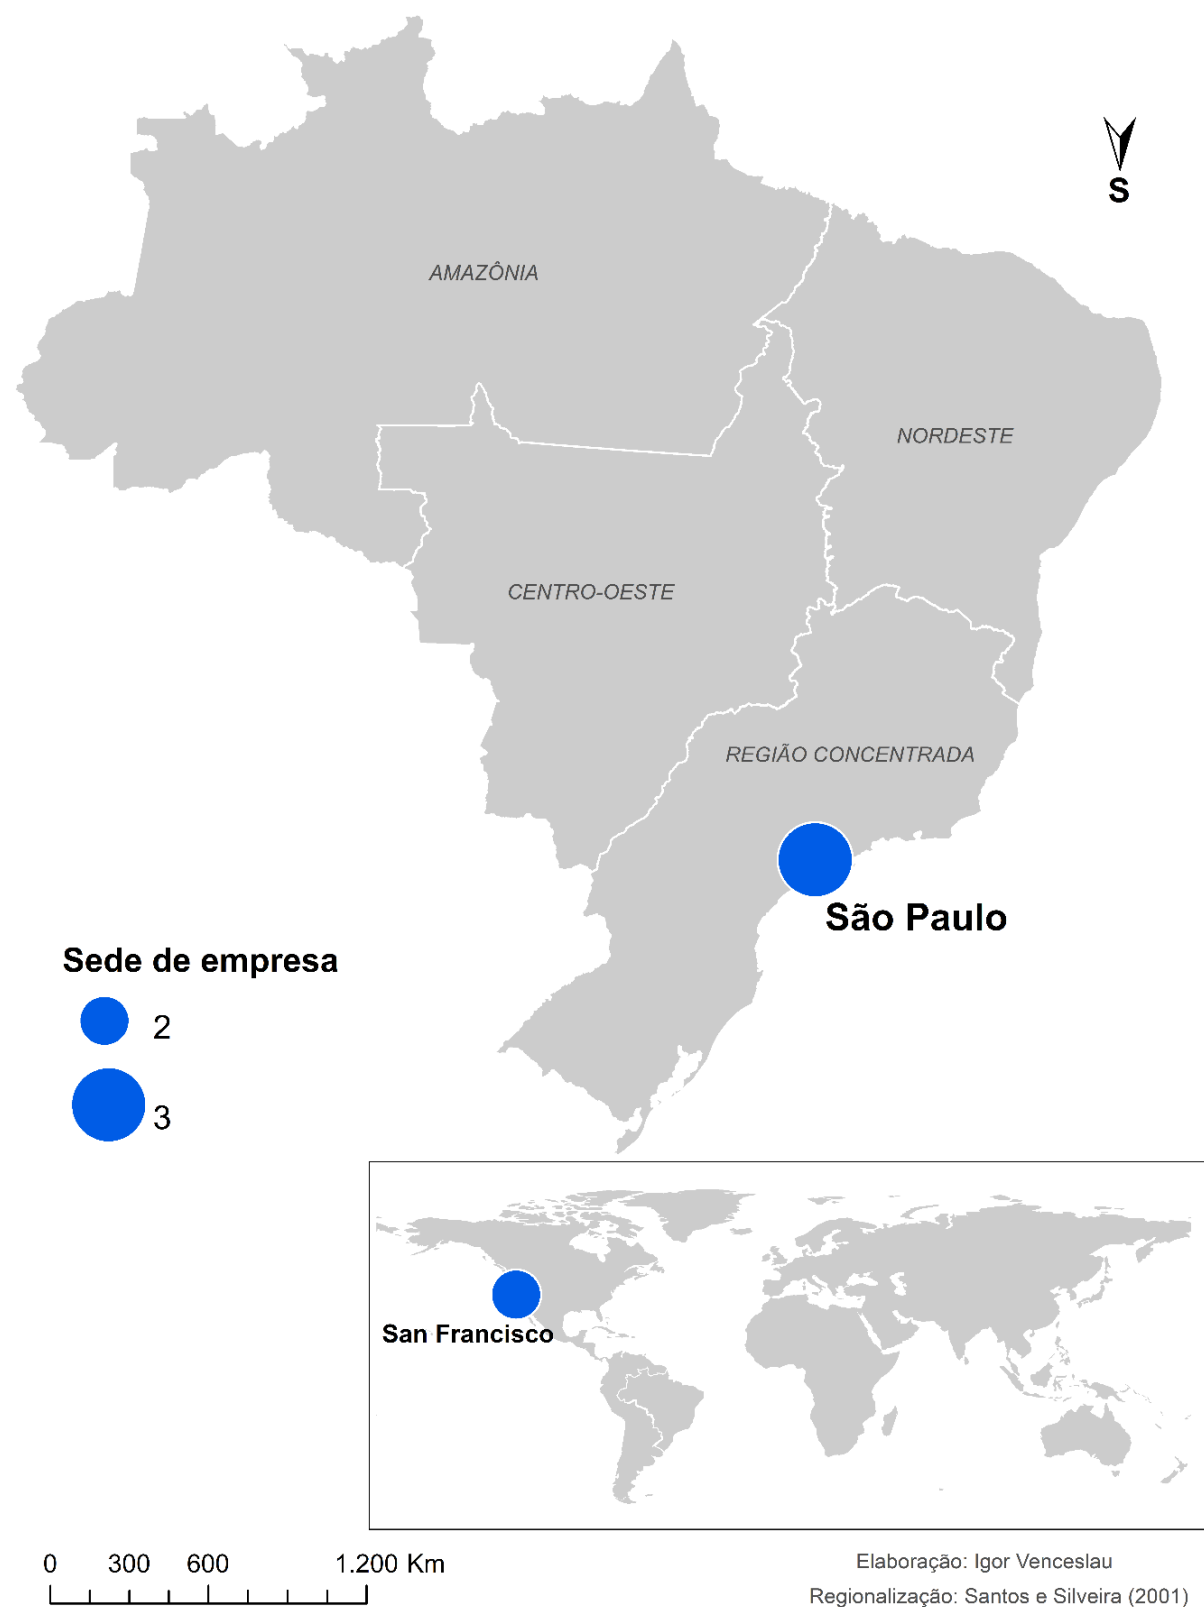 S
AMAZÔNIA
NORDESTE
CENTRO-OESTE
REGIÃO CONCENTRADA
São Paulo
Sede de empresa
2
3
San Francisco
0 300 600 1.200 Km
Elaboração: Igor Venceslau
Regionalização: Santos e Silveira (2001)